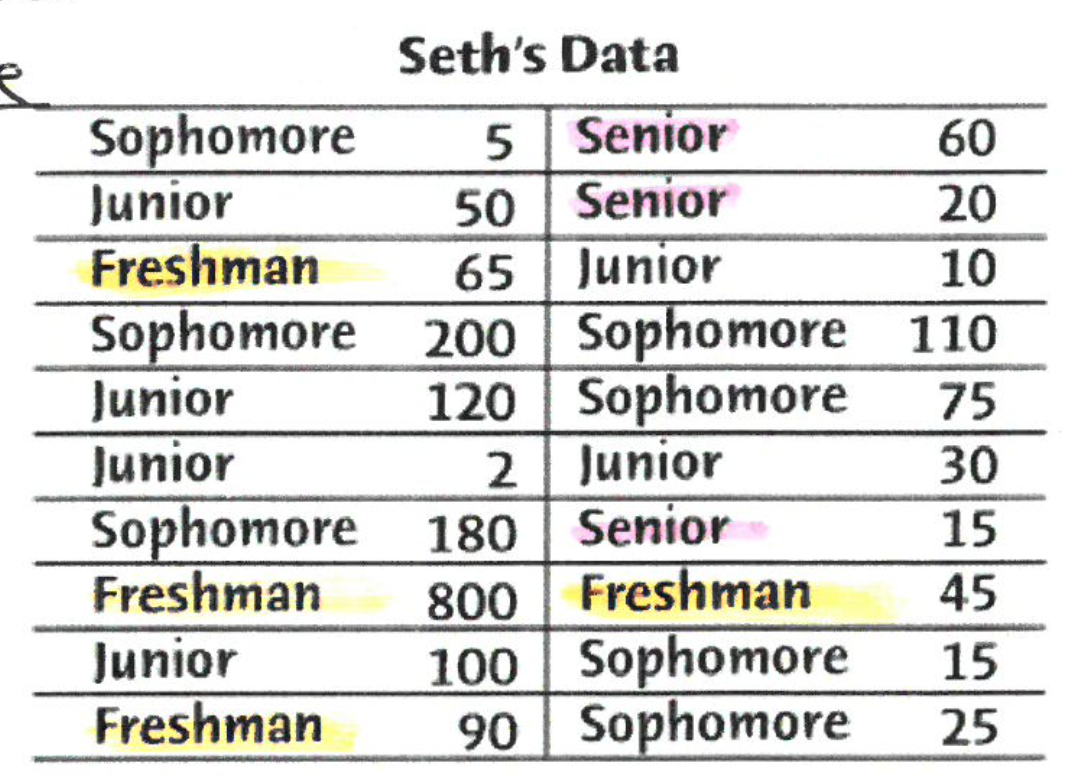 Seth's Data
Sophomore 5 Senior 60
Junior 50 Senior 20
Freshman 65 Junior 10
Sophomore 200 Sophomore 110
Junior 120 Sophomore 75
Junior 2 Junior 30
Sophomore 180 Senior 15
Freshman 800 Freshman 45
Junior 100 Sophomore 15
Freshman 90 Sophomore 25